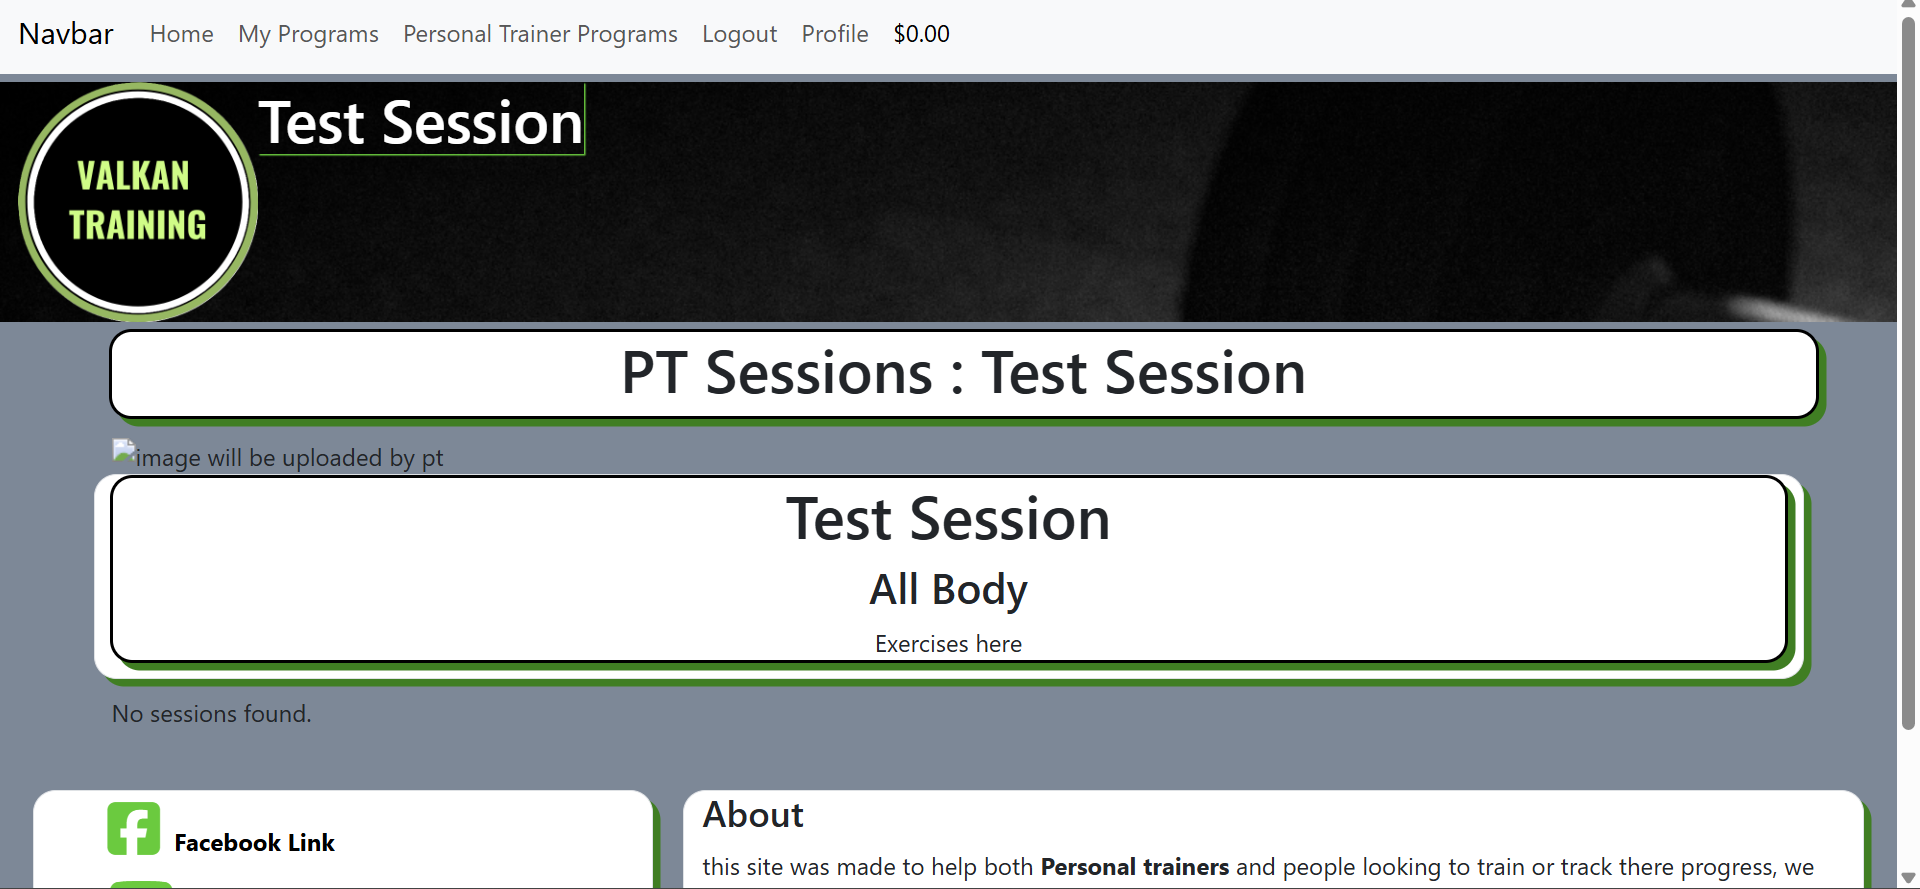 Navbar Home My Programs Personal Trainer Programs Logout Profile $0.00
VALKAN
TRAINING
Test Session
PT Sessions : Test Session
image will be uploaded by pt
Test Session
All Body
Exercises here
No sessions found.
Facebook Link
About
this site was made to help both Personal trainers and people looking to train or track there progress, we